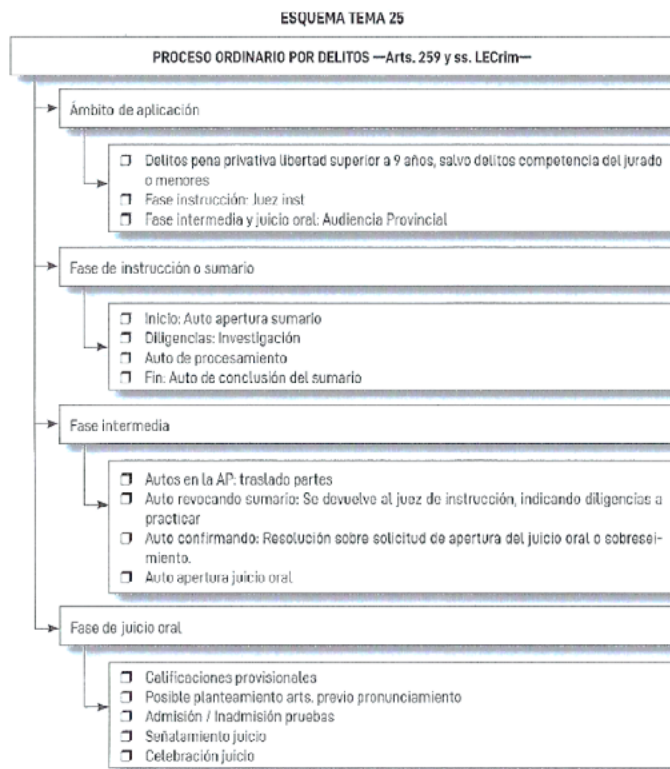 ESQUEMA TEMA 25
PROCESO ORDINARIO POR DELITOS —Arts. 259 y ss. LECrim—
Ámbito de aplicación
❒ Delitos pena privativa libertad superior a 9 años, salvo delitos competencia del jurado
o menores
❒ Fase instrucción: Juez inst
❒ Fase intermedia y juicio oral: Audiencia Provincial
Fase de instrucción o sumario
❒ Inicio: Auto apertura sumario
❒ Diligencias: Investigación
❒ Auto de procesamiento
❒ Fin: Auto de conclusión del sumario
Fase intermedia
❒ Autos en la AP: traslado partes
❒ Auto revocando sumario: Se devuelve al juez de instrucción, indicando diligencias a
practicar
❒ Auto confirmando: Resolución sobre solicitud de apertura del juicio oral o sobresei-
miento.
❒ Auto apertura juicio oral
Fase de juicio oral
❒ Calificaciones provisionales
❒ Posible planteamiento arts. previo pronunciamiento
❒ Admisión / Inadmisión pruebas
❒ Señalamiento juicio
❒ Celebración juicio